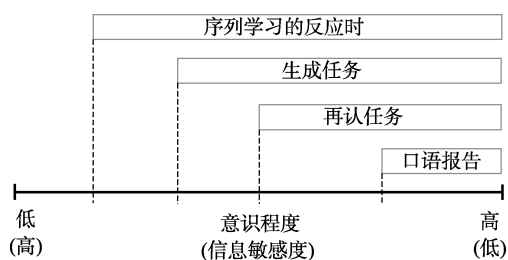 序列学习的反应时
生成任务
再认任务
口语报告
低
(高)
意识程度
(信息敏感度)
高
(低)